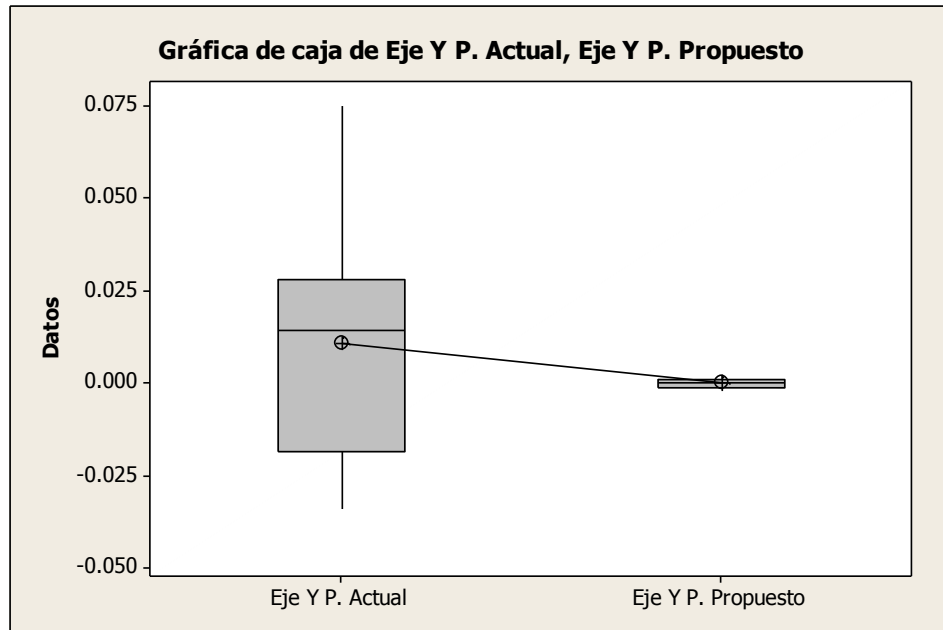 Gráfica de caja de Eje Y P. Actual, Eje Y P. Propuesto
0.075
0.050
0.025
0.000
-0.025
-0.050
Datos
Eje Y P. Actual
Eje Y P. Propuesto